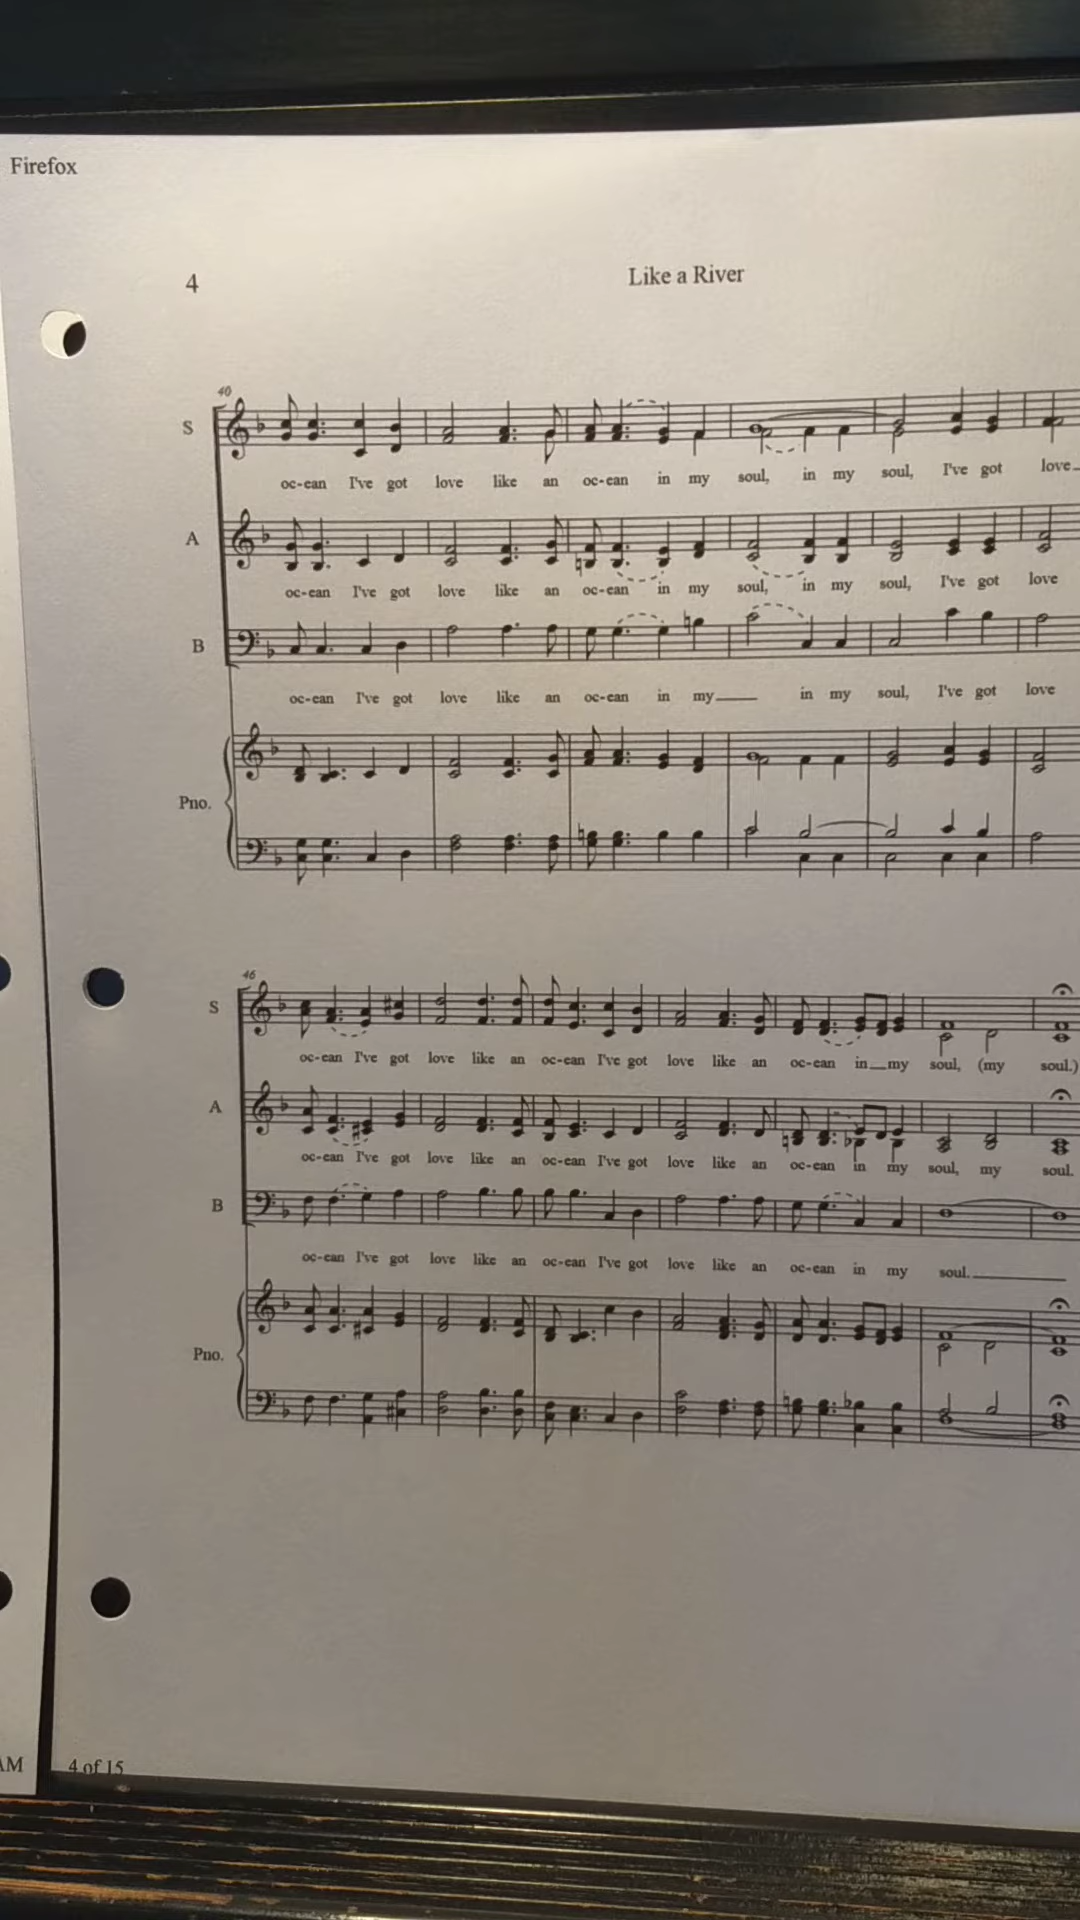 Firefox
4
Like a River
40
S
oc-ean I've got love like an oc-ean in my soul, in my soul, I've got love
A
oc-ean I've got love like an oc-ean in my soul, in my soul, I've got love
B
oc-ean I've got love like an oc-ean in my in my soul, I've got love
Pno.
46
S
oc-ean I've got love like an oc-ean I've got love like an oc-ean in my soul, (my soul.)
A
oc-ean I've got love like an oc-ean I've got love like an oc-ean in my soul, my soul.
B
oc-ean I've got love like an oc-ean I've got love like an oc-ean in my soul.
Pno.
AM
4 of 15